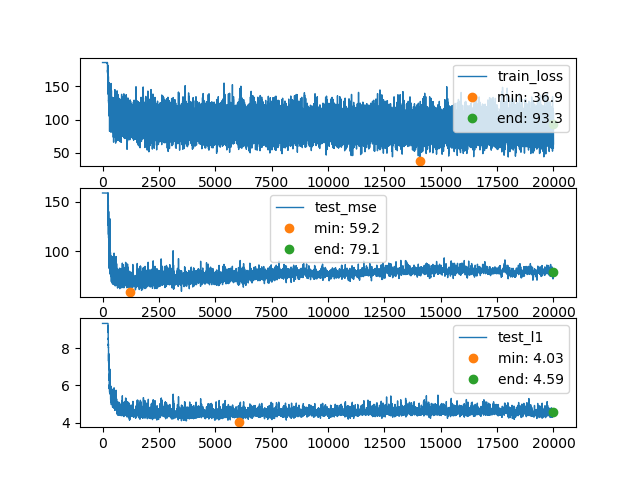 150
100
50
train_loss
min: 36.9
end: 93.3
0 2500 5000 7500 10000 12500 15000 17500 20000
150
100
test_mse
min: 59.2
end: 79.1
0 2500 5000 7500 10000 12500 15000 17500 20000
8
6
4
test_l1
min: 4.03
end: 4.59
0 2500 5000 7500 10000 12500 15000 17500 20000